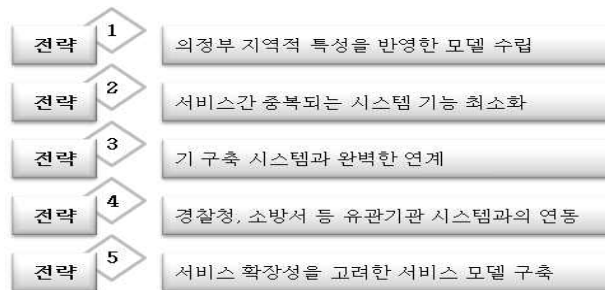 전략 1 의정부 지역적 특성을 반영한 모델 수립
전략 2 서비스간 중복되는 시스템 기능 최소화
전략 3 기 구축 시스템과 완벽한 연계
전략 4 경찰청, 소방서 등 유관기관 시스템과의 연동
전략 5 서비스 확장성을 고려한 서비스 모델 구축